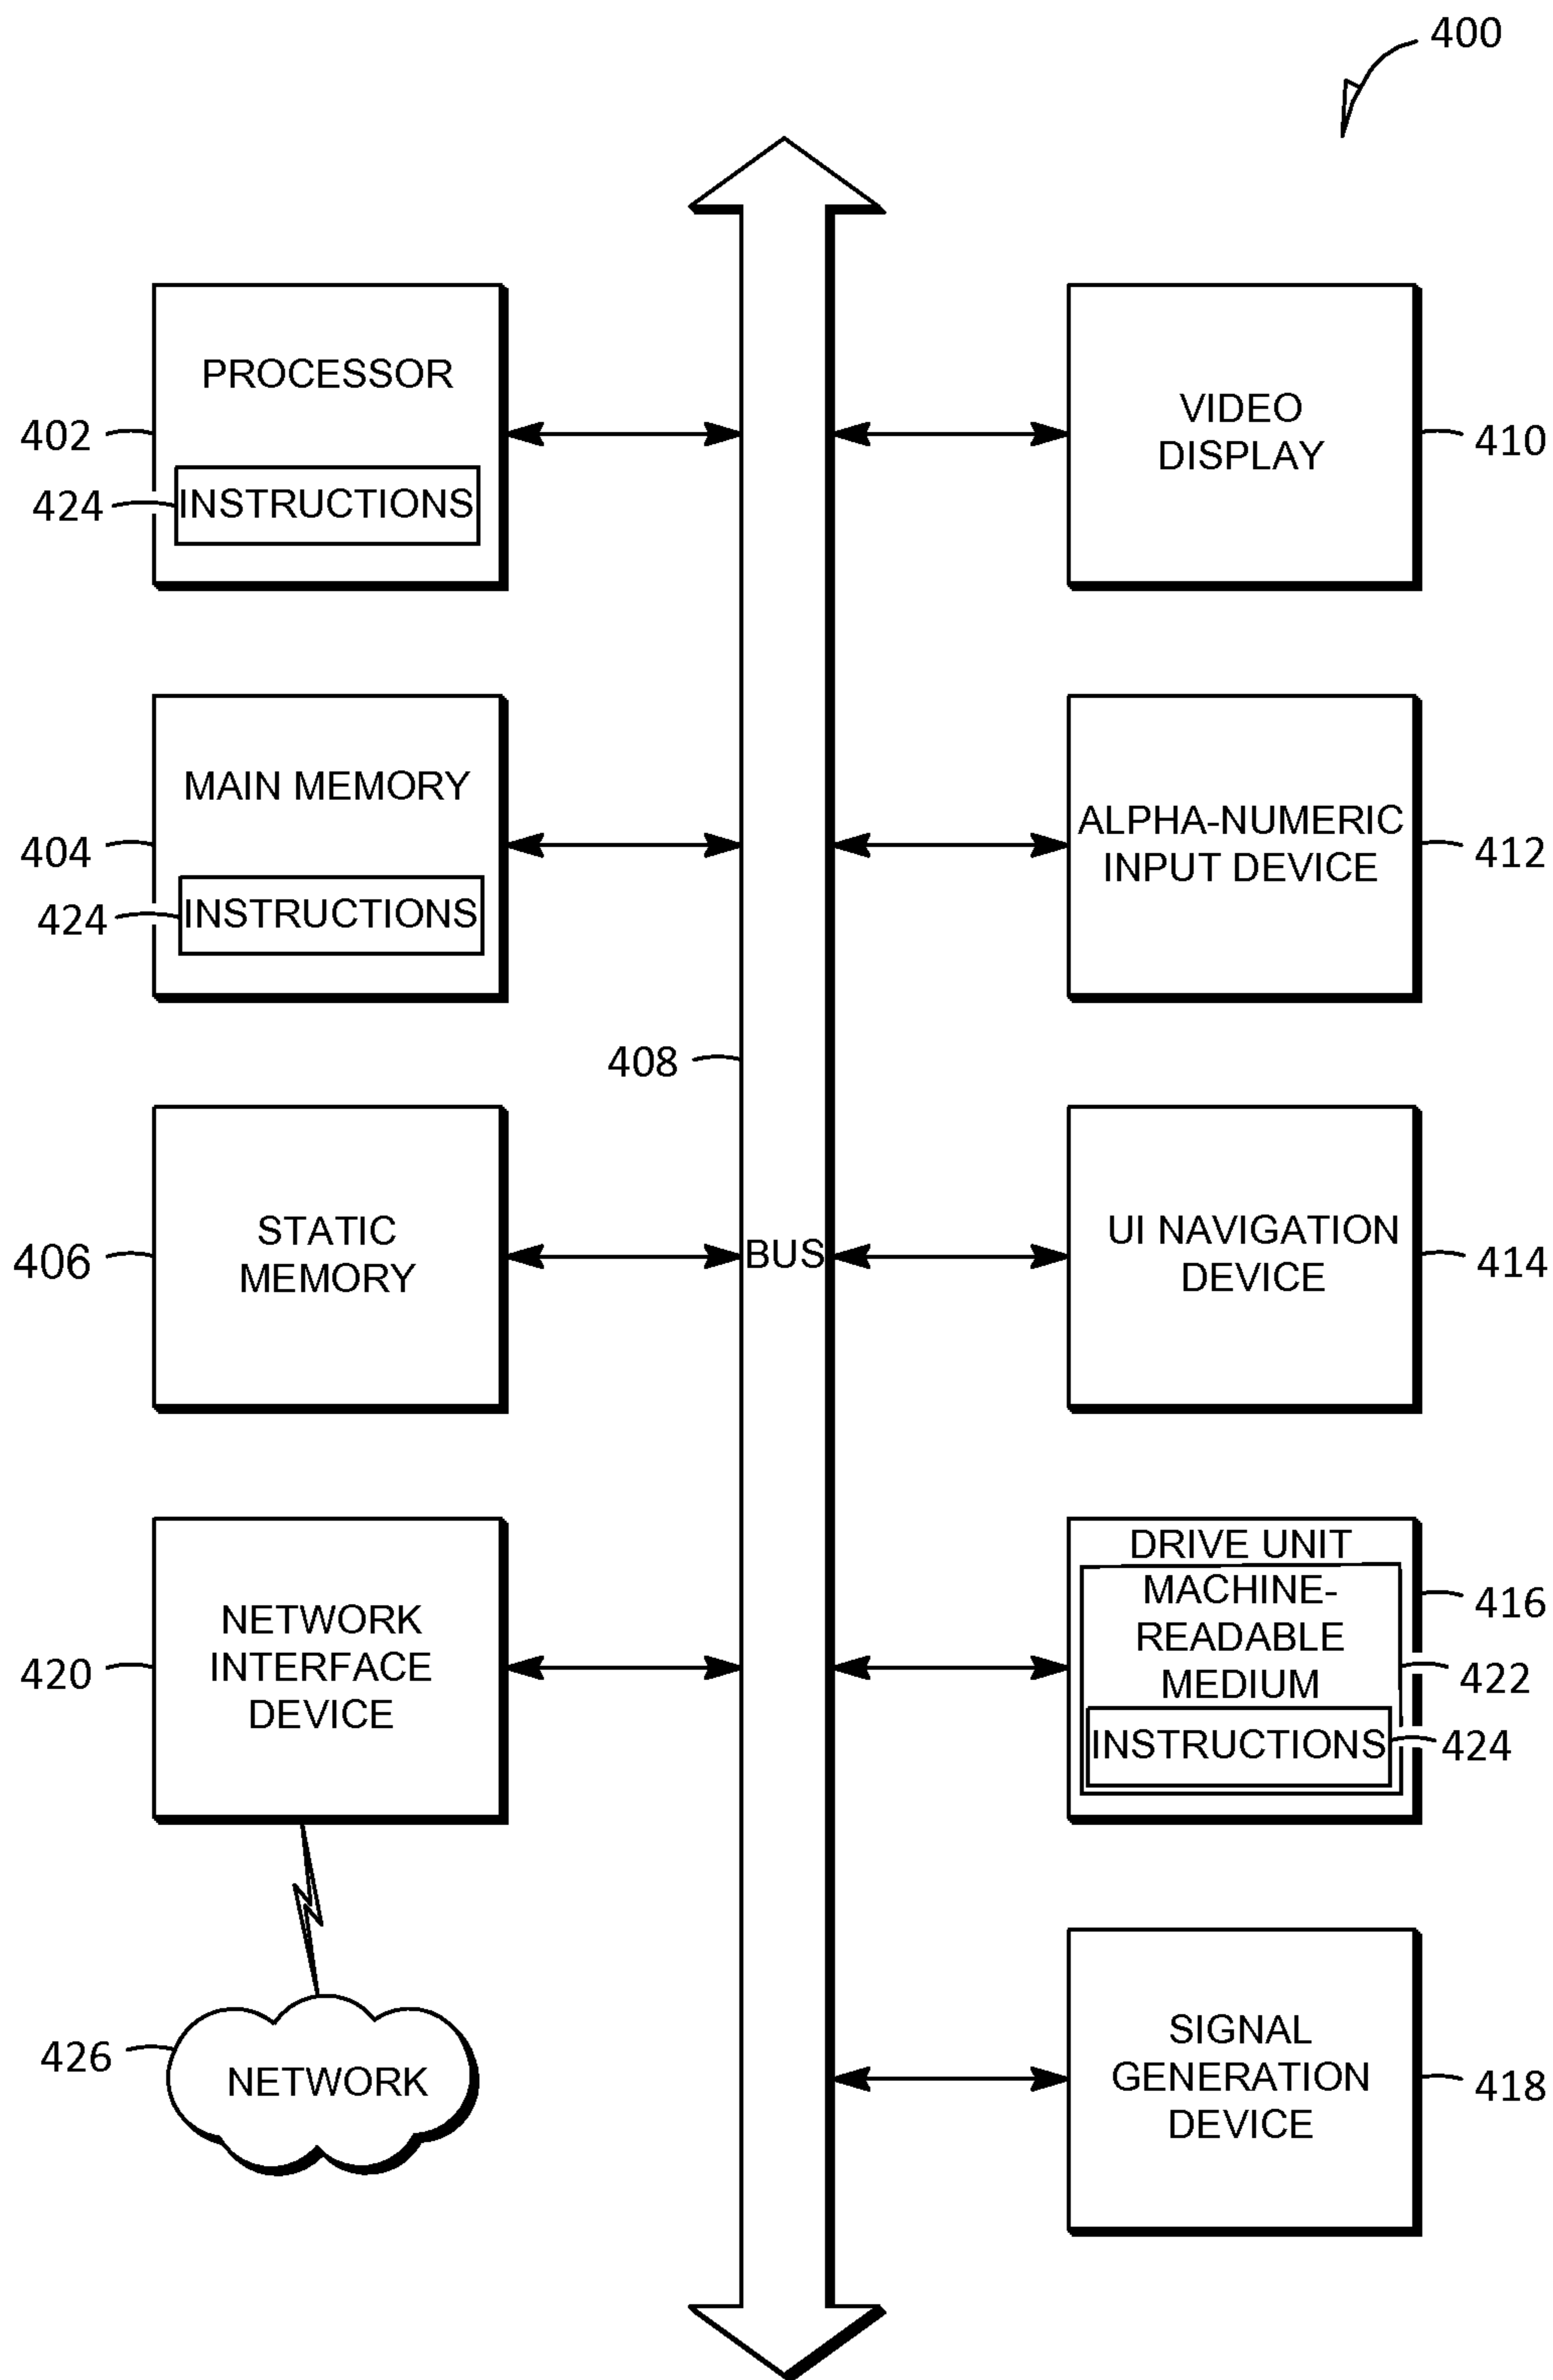 400
PROCESSOR
402
424
INSTRUCTIONS
VIDEO
DISPLAY
410
MAIN MEMORY
404
424
INSTRUCTIONS
ALPHA-NUMERIC
INPUT DEVICE
412
408
STATIC
MEMORY
406
BUS
UI NAVIGATION
DEVICE
414
NETWORK
INTERFACE
DEVICE
420
DRIVE UNIT
MACHINE-
READABLE
MEDIUM
416
422
INSTRUCTIONS
424
426
NETWORK
SIGNAL
GENERATION
DEVICE
418